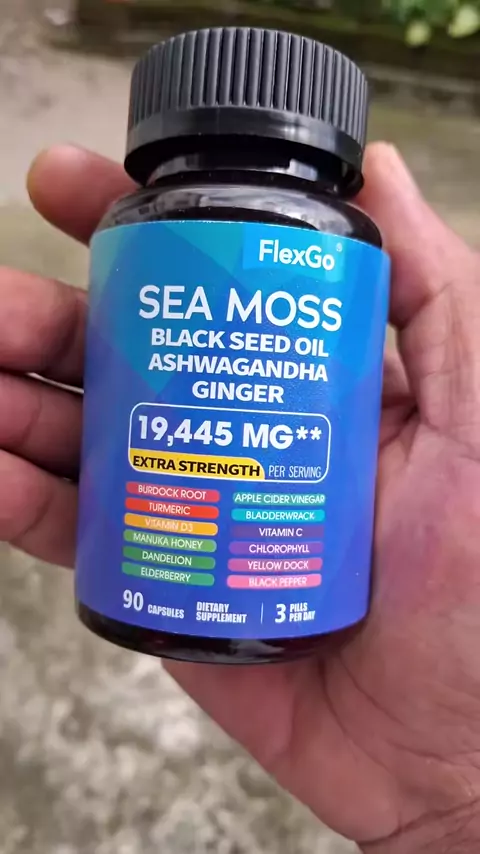 FlexGo®
SEA MOSS
BLACK SEED OIL
ASHWAGANDHA
GINGER
19,445 MG**
EXTRA STRENGTH PER SERVING
BURDOCK ROOT
TURMERIC
VITAMIN D3
MANUKA HONEY
DANDELION
ELDERBERRY
APPLE CIDER VINEGAR
BLADDERWRACK
VITAMIN C
CHLOROPHYLL
YELLOW DOCK
BLACK PEPPER
90 CAPSULES
DIETARY
SUPPLEMENT
3 PILLS
PER DAY